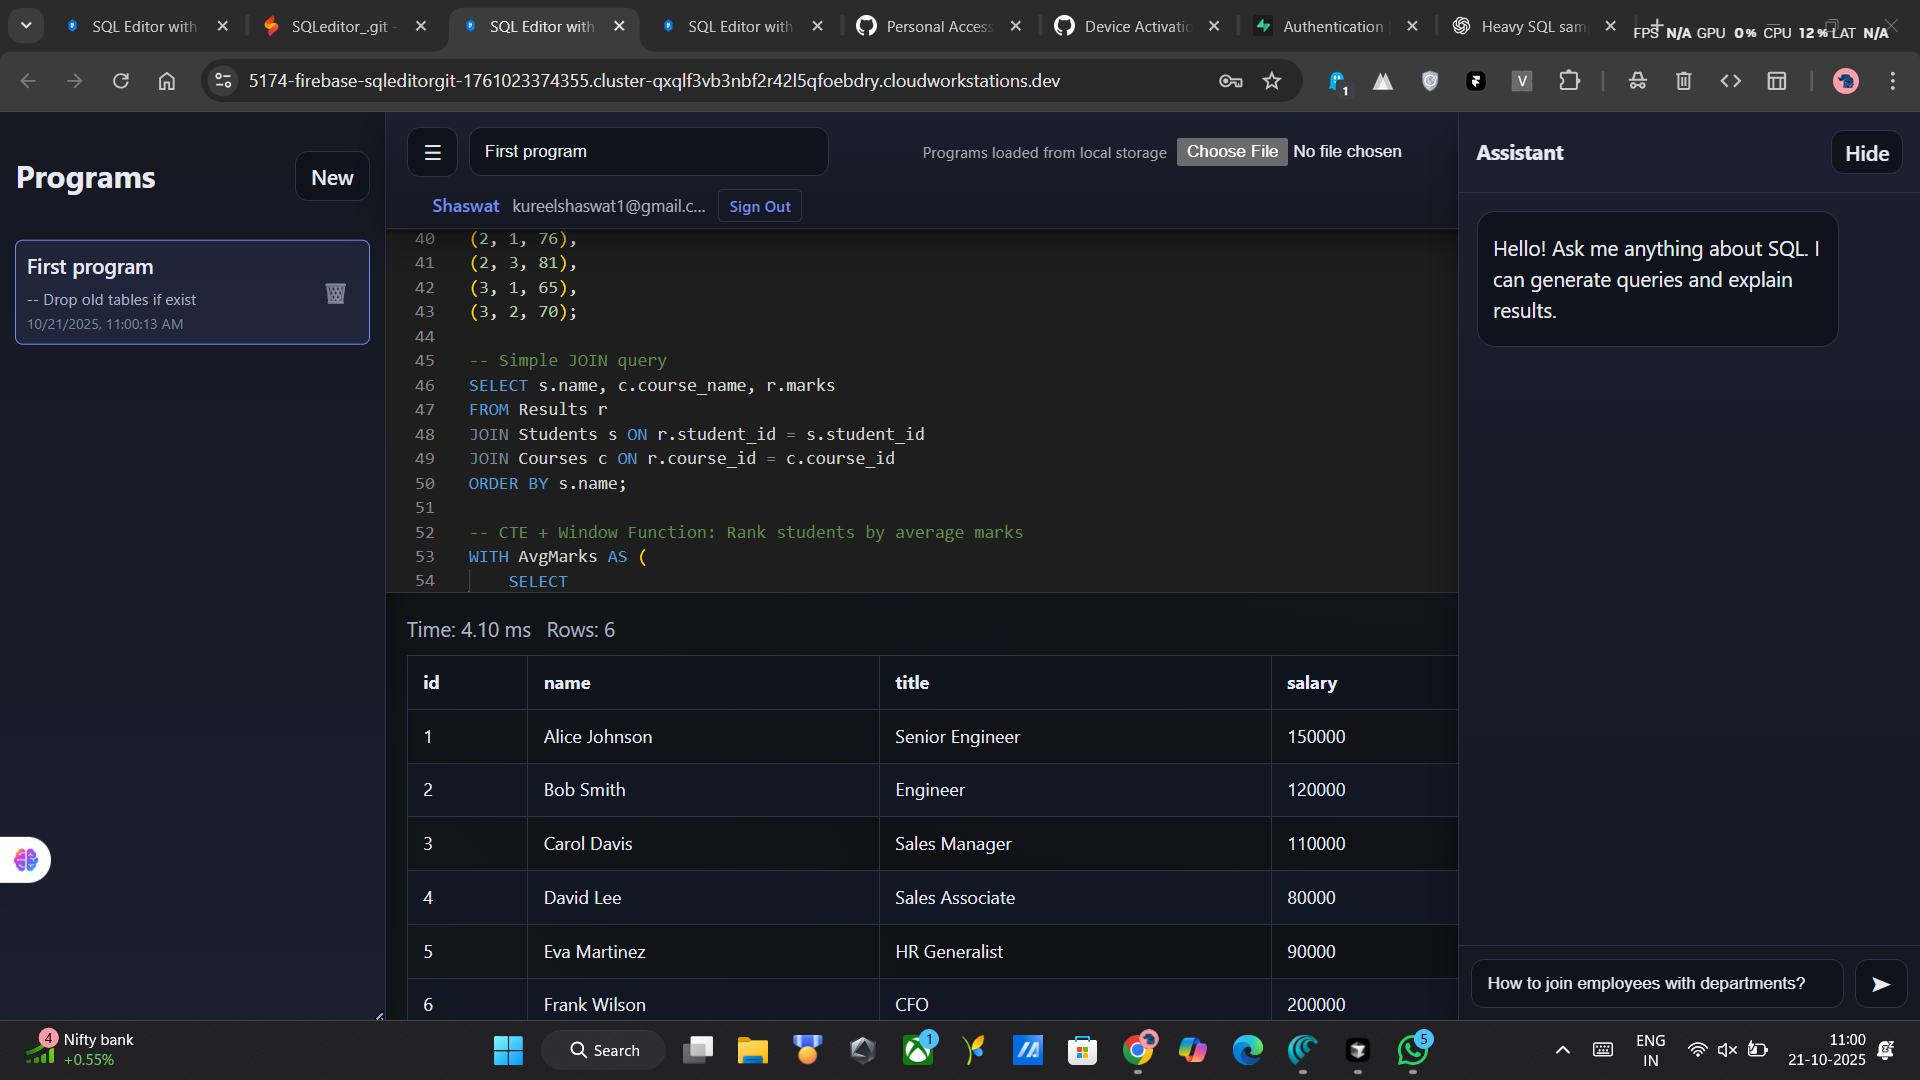 SQL Editor with
SQLeditor_.git -
SQL Editor with
SQL Editor with
Personal Access
Device Activatio
Authentication
Heavy SQL sam
FPS N/A GPU 0% CPU 12% LAT N/A
5174-firebase-sqleditorgit-1761023374355.cluster-qxqlf3vb3nbf2r42l5qfoebdry.cloudworkstations.dev
1
V
Programs
New
First program
-- Drop old tables if exist
10/21/2025, 11:00:13 AM
First program
Programs loaded from local storage
Choose File No file chosen
Shaswat kureelshaswat1@gmail.c... Sign Out
40 (2, 1, 76),
41 (2, 3, 81),
42 (3, 1, 65),
43 (3, 2, 70);
44
45 -- Simple JOIN query
46 SELECT s.name, c.course_name, r.marks
47 FROM Results r
48 JOIN Students s ON r.student_id = s.student_id
49 JOIN Courses c ON r.course_id = c.course_id
50 ORDER BY s.name;
51
52 -- CTE + Window Function: Rank students by average marks
53 WITH AvgMarks AS (
54 SELECT
Time: 4.10 ms Rows: 6
id name title salary
1 Alice Johnson Senior Engineer 150000
2 Bob Smith Engineer 120000
3 Carol Davis Sales Manager 110000
4 David Lee Sales Associate 80000
5 Eva Martinez HR Generalist 90000
6 Frank Wilson CFO 200000
Assistant
Hide
Hello! Ask me anything about SQL. I
can generate queries and explain
results.
How to join employees with departments?
4
Nifty bank
+0.55%
Search
1
5
ENG
IN
11:00
21-10-2025